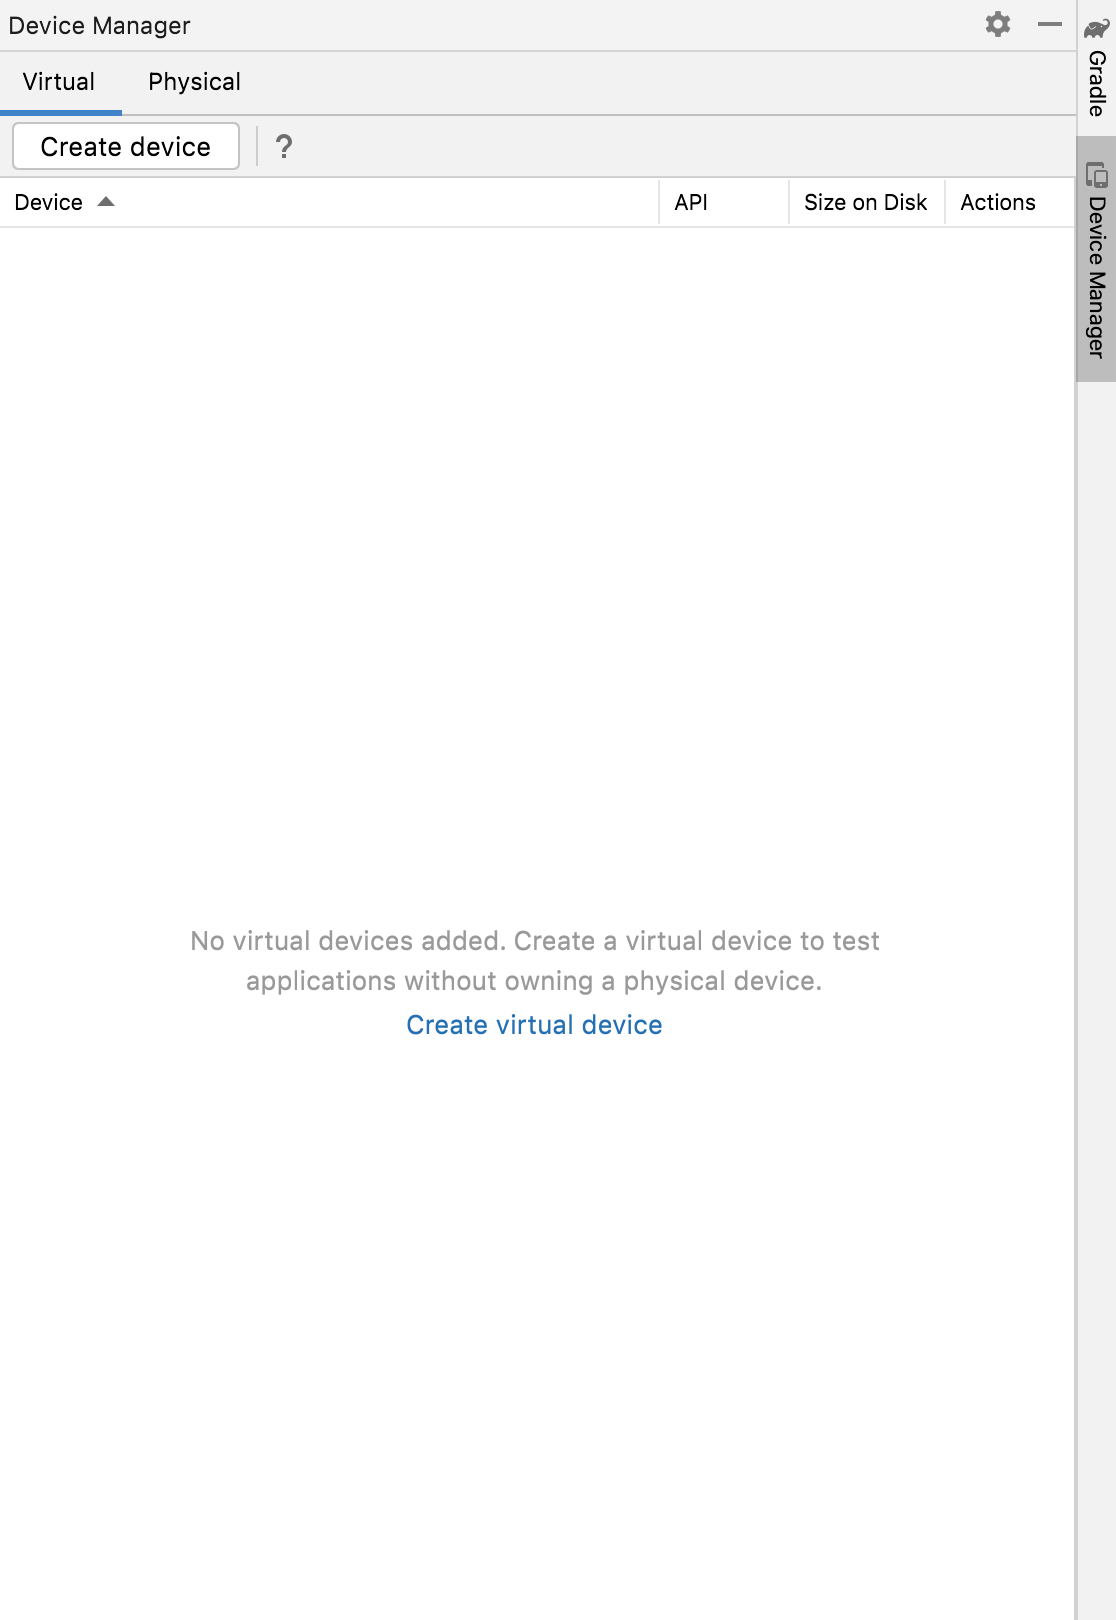 Device Manager
Virtual
Physical
Create device
?
Device
API
Size on Disk
Actions
No virtual devices added. Create a virtual device to test
applications without owning a physical device.
Create virtual device
Gradle
Device Manager